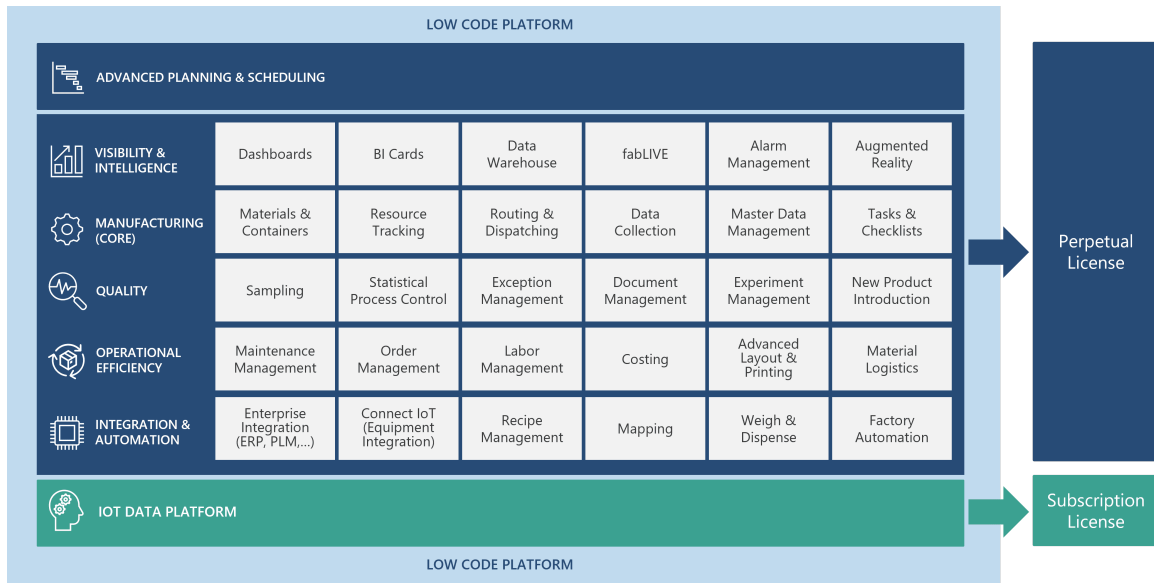 LOW CODE PLATFORM
ADVANCED PLANNING & SCHEDULING
VISIBILITY &
INTELLIGENCE
Dashboards
BI Cards
Data
Warehouse
fabLIVE
Alarm
Management
Augmented
Reality
MANUFACTURING
(CORE)
Materials &
Containers
Resource
Tracking
Routing &
Dispatching
Data
Collection
Master Data
Management
Tasks &
Checklists
QUALITY
Sampling
Statistical
Process Control
Exception
Management
Document
Management
Experiment
Management
New Product
Introduction
OPERATIONAL
EFFICIENCY
Maintenance
Management
Order
Management
Labor
Management
Costing
Advanced
Layout &
Printing
Material
Logistics
INTEGRATION &
AUTOMATION
Enterprise
Integration
(ERP, PLM,...)
Connect IoT
(Equipment
Integration)
Recipe
Management
Mapping
Weigh &
Dispense
Factory
Automation
Perpetual
License
IOT DATA PLATFORM
Subscription
License
LOW CODE PLATFORM